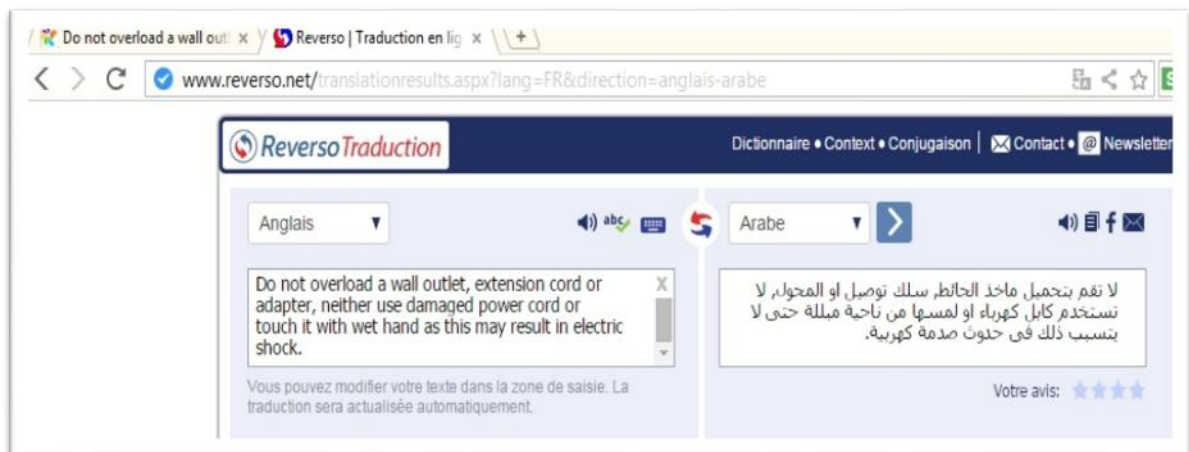 Do not overload a wall out
Reverso | Traduction en lig
www.reverso.net/translationresults.aspx?lang=FR&direction=anglais-arabe
Reverso Traduction
Dictionnaire • Context • Conjugaison | Contact • @ Newsletter
Anglais
abc
Arabe
Do not overload a wall outlet, extension cord or
adapter, neither use damaged power cord or
touch it with wet hand as this may result in electric
shock.
لا تقم بتحميل ماخذ الحائط, سلك توصيل او المحول, لا
تستخدم كابل كهرباء او لمسها من ناحية مبللة حتى لا
يتسبب ذلك فى حدوث صدمة كهربية.
Vous pouvez modifier votre texte dans la zone de saisie. La
traduction sera actualisée automatiquement.
Votre avis: